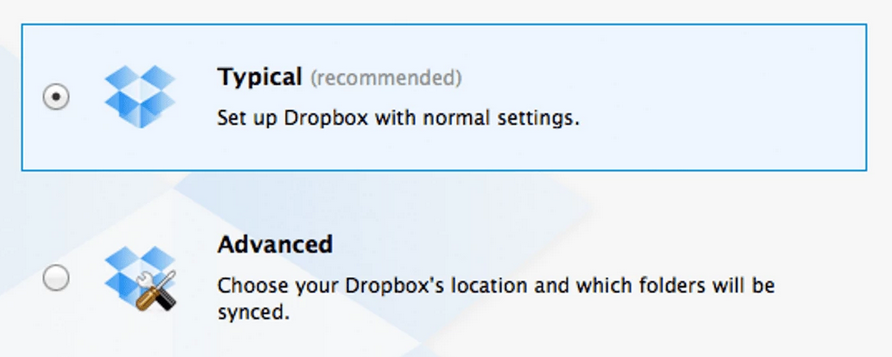 Typical (recommended)
Set up Dropbox with normal settings.
Advanced
Choose your Dropbox's location and which folders will be
synced.